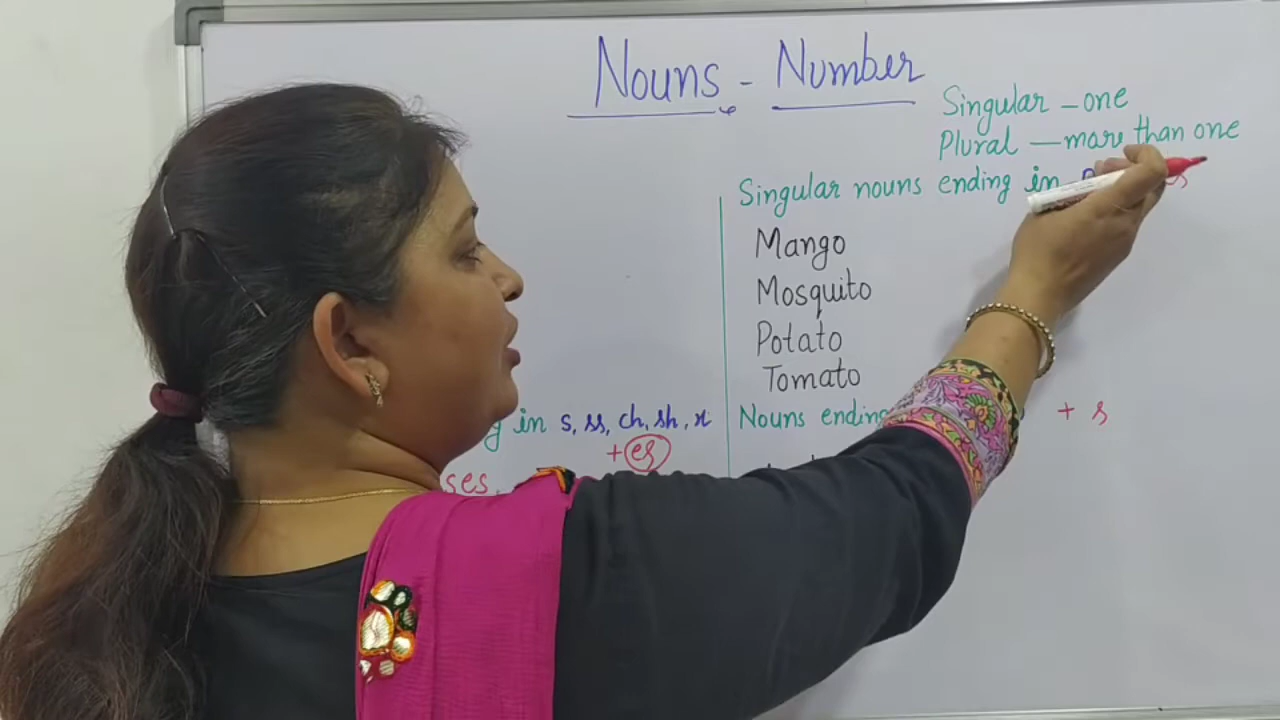 Nouns - Number
Singular - one
Plural - more than one
Singular nouns ending in
Mango
Mosquito
Potato
Tomato
in s, ss, ch, sh, x
+ es
ses,
Nouns ending + s